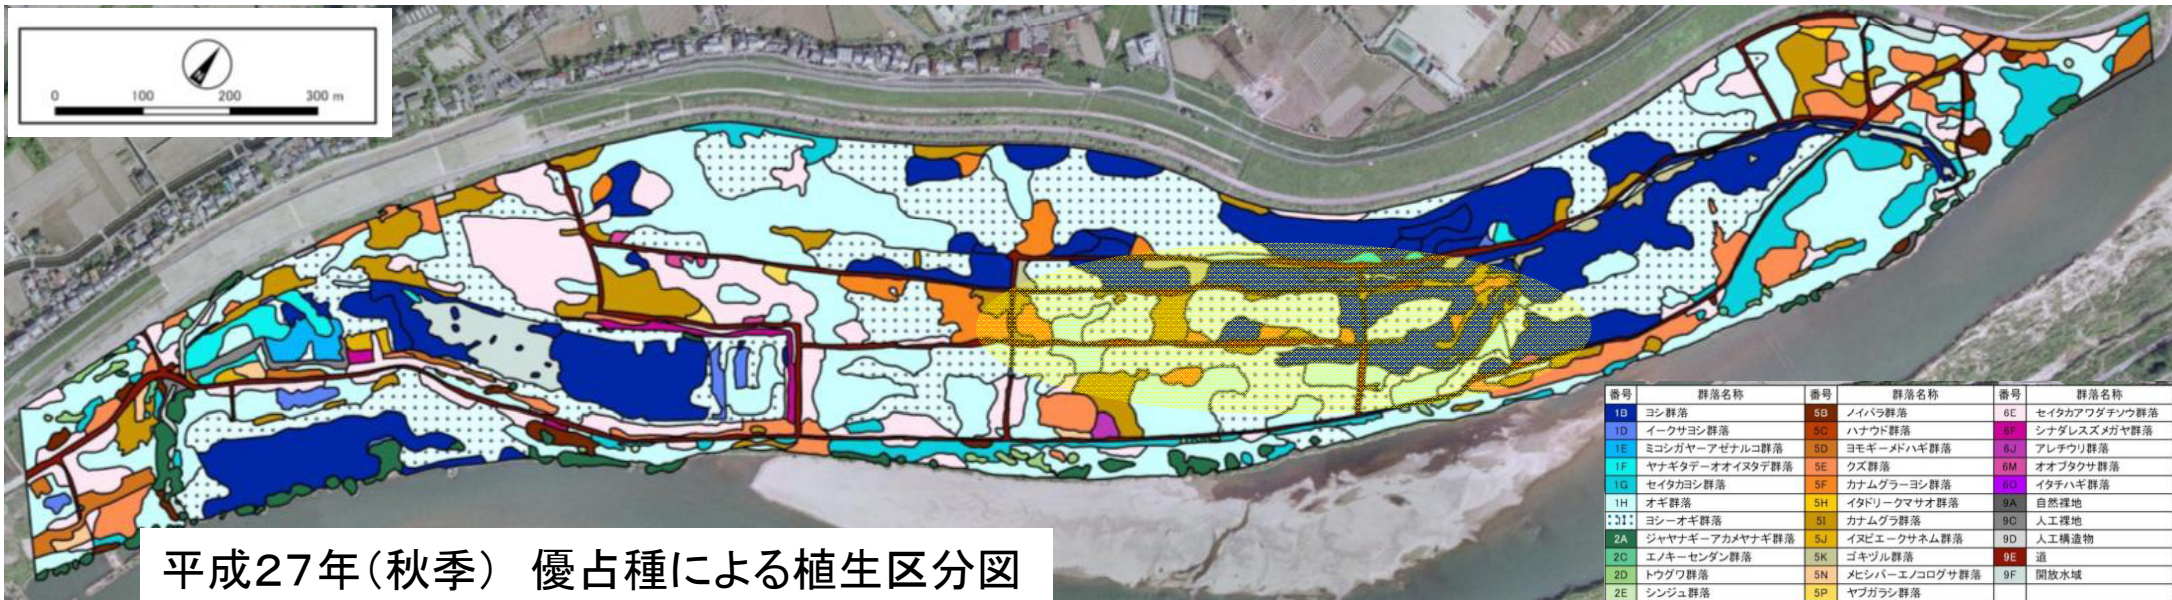 0 100 200 300 m
番号 群落名称 番号 群落名称 番号 群落名称
1B ヨシ群落 5B ノイバラ群落 6E セイタカアワダチソウ群落
1D イークサヨシ群落 5C ハナウド群落 6F シナダレスズメガヤ群落
1E ミコシガヤーアゼナルコ群落 5D ヨモギーメドハギ群落 6J アレチウリ群落
1F ヤナギタデーオオイヌタデ群落 5E クズ群落 6M オオブタクサ群落
1G セイタカヨシ群落 5F カナムグラーヨシ群落 6O イタチハギ群落
1H オギ群落 5H イタドリークマサオ群落 9A 自然裸地
1I ヨシーオギ群落 5I カナムグラ群落 9C 人工裸地
2A ジャヤナギーアカメヤナギ群落 5J イヌビエークサネム群落 9D 人工構造物
2C エノキーセンダン群落 5K ゴキヅル群落 9E 道
2D トウグワ群落 5N メヒシバーエノコログサ群落 9F 開放水域
2E シンジュ群落 5P ヤブガラシ群落
平成27年(秋季) 優占種による植生区分図